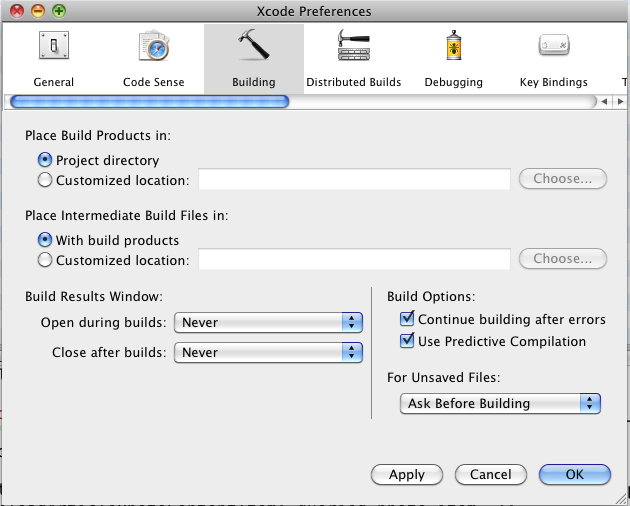 Xcode Preferences
General
Code Sense
Building
Distributed Builds
Debugging
Key Bindings
Place Build Products in:
Project directory
Customized location:
Choose...
Place Intermediate Build Files in:
With build products
Customized location:
Choose...
Build Results Window:
Open during builds: Never
Close after builds: Never
Build Options:
Continue building after errors
Use Predictive Compilation
For Unsaved Files:
Ask Before Building
Apply
Cancel
OK